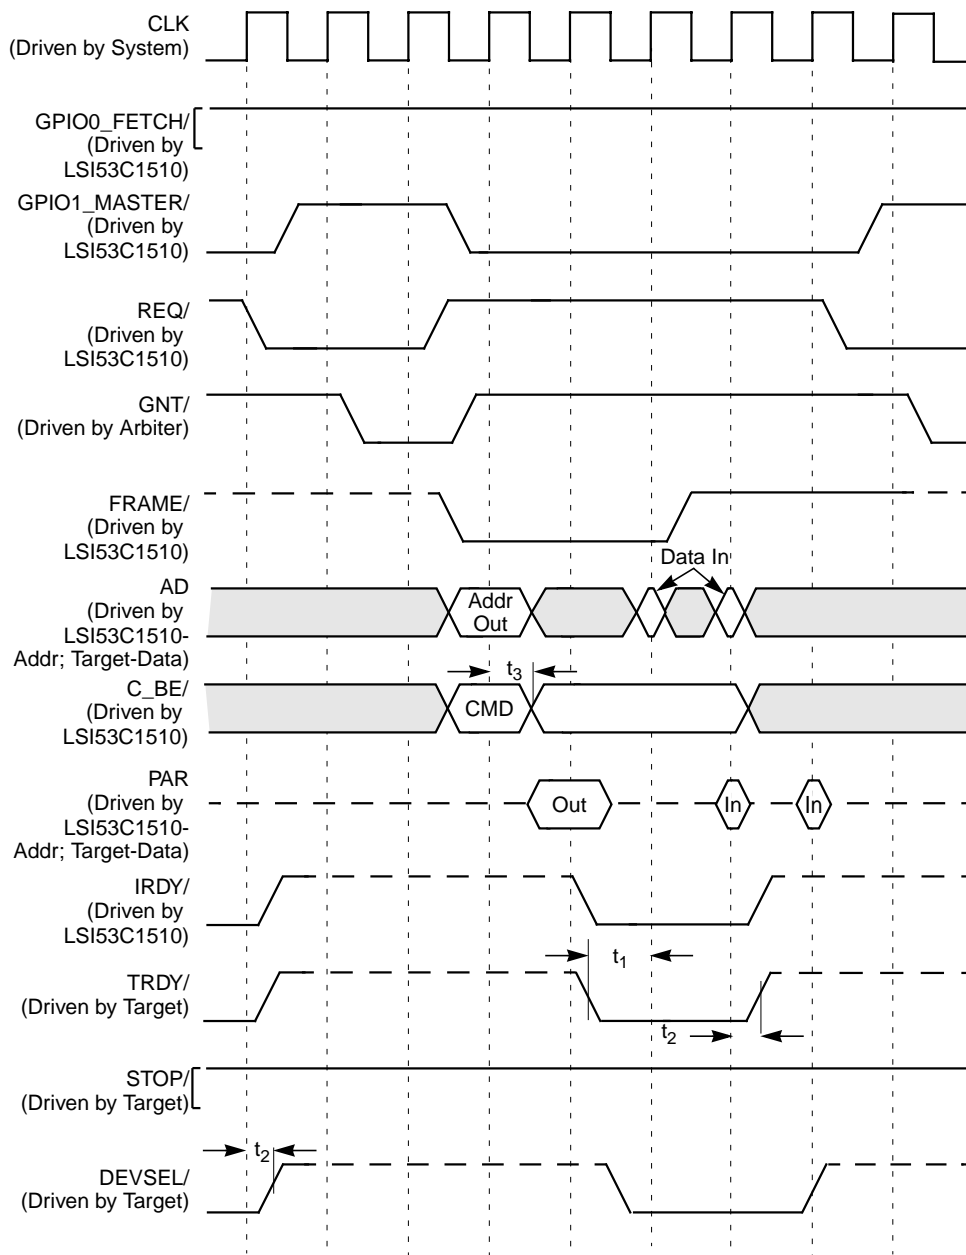 CLK
(Driven by System)
GPIO0_FETCH/
(Driven by
LSI53C1510)
GPIO1_MASTER/
(Driven by
LSI53C1510)
REQ/
(Driven by
LSI53C1510)
GNT/
(Driven by Arbiter)
FRAME/
(Driven by
LSI53C1510)
Data In
AD
(Driven by
LSI53C1510-
Addr; Target-Data)
Addr
Out
t3
C_BE/
(Driven by
LSI53C1510)
CMD
PAR
(Driven by
LSI53C1510-
Addr; Target-Data)
Out
In
In
IRDY/
(Driven by
LSI53C1510)
t1
TRDY/
(Driven by Target)
t2
STOP/
(Driven by Target)
t2
DEVSEL/
(Driven by Target)